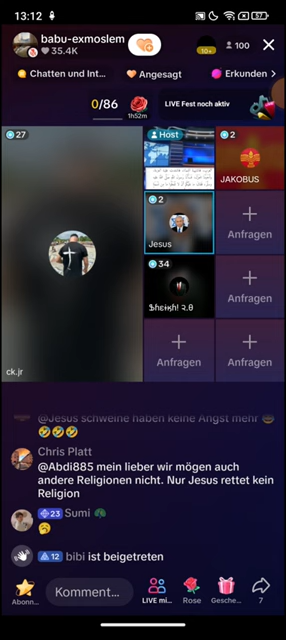 13:12
57
babu-exmoslem
35.4K
10+
100
Chatten und Int...
Angesagt
Erkunden
0/86
1h52m
LIVE Fest noch aktiv
27
Host
2
JAKOBUS
2
Jesus
Anfragen
34
Anfragen
ck.jr
Anfragen
Anfragen
@Jesus schweine haben keine Angst mehr 😅
🤣🤣🤣
Chris Platt
@Abdi885 mein lieber wir mögen auch
andere Religionen nicht. Nur Jesus rettet kein
Religion
23 Sumi
12 bibi ist beigetreten
Abonn...
Komment...
LIVE mi...
Rose
Gesche...
7